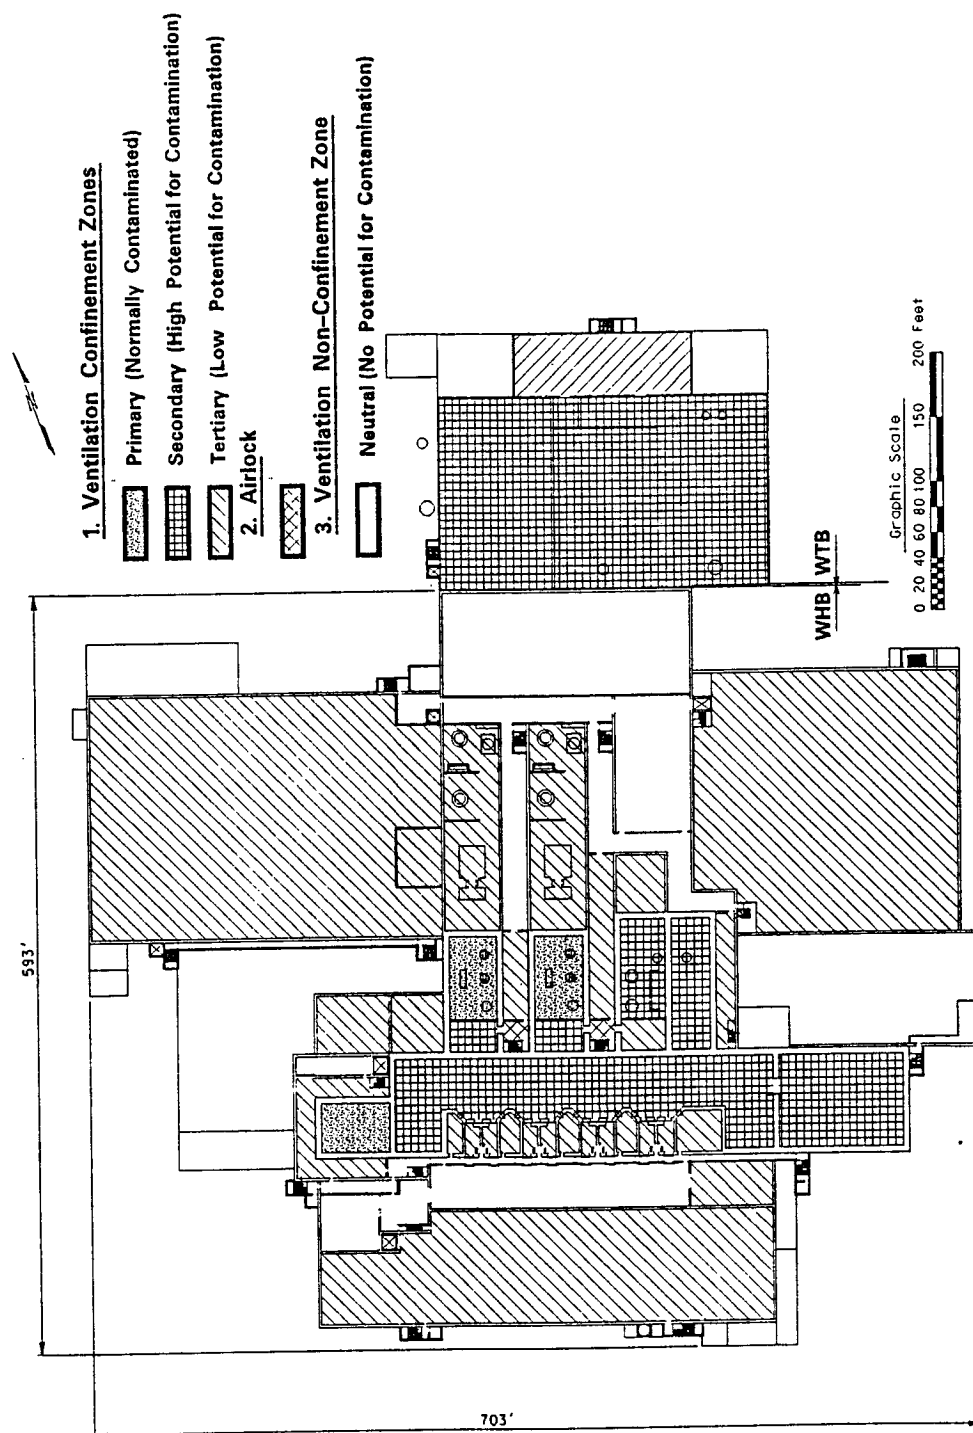 1. Ventilation Confinement Zones
Primary (Normally Contaminated)
Secondary (High Potential for Contamination)
Tertiary (Low Potential for Contamination)
2. Airlock
3. Ventilation Non-Confinement Zone
Neutral (No Potential for Contamination)
593'
703'
WHB WTB
Graphic Scale
0 20 40 60 80 100 150 200 Feet